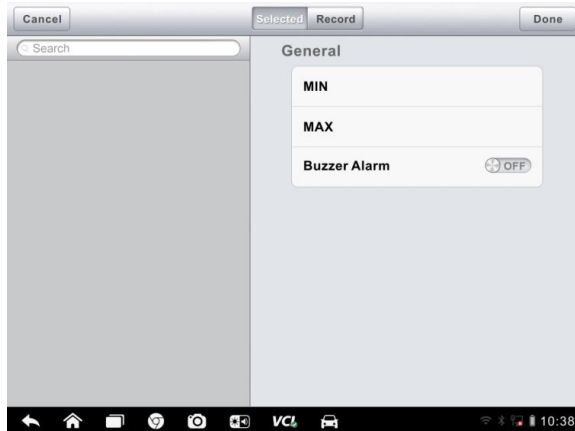 Cancel
Selected Record
Done
Search
General
MIN
MAX
Buzzer Alarm OFF
VCI 10:38